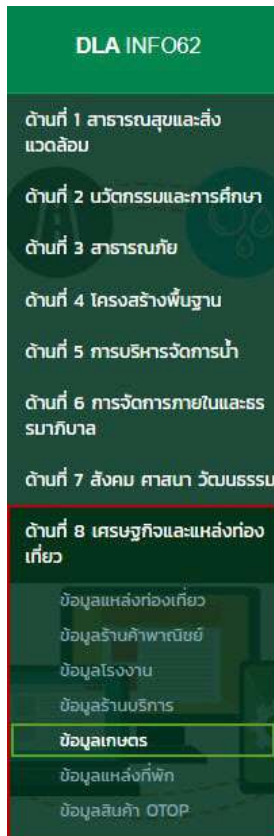 DLA INFO62
ด้านที่ 1 สาธารณสุขและสิ่ง
แวดล้อม
ด้านที่ 2 นวัตกรรมและการศึกษา
ด้านที่ 3 สาธารณภัย
ด้านที่ 4 โครงสร้างพื้นฐาน
ด้านที่ 5 การบริหารจัดการน้ำ
ด้านที่ 6 การจัดการภายในและธร
รมาภิบาล
ด้านที่ 7 สังคม ศาสนา วัฒนธรรม
ด้านที่ 8 เศรษฐกิจและแหล่งท่อง
เที่ยว
ข้อมูลแหล่งท่องเที่ยว
ข้อมูลร้านค้าพาณิชย์
ข้อมูลโรงงาน
ข้อมูลร้านบริการ
ข้อมูลเกษตร
ข้อมูลแหล่งที่พัก
ข้อมูลสินค้า OTOP